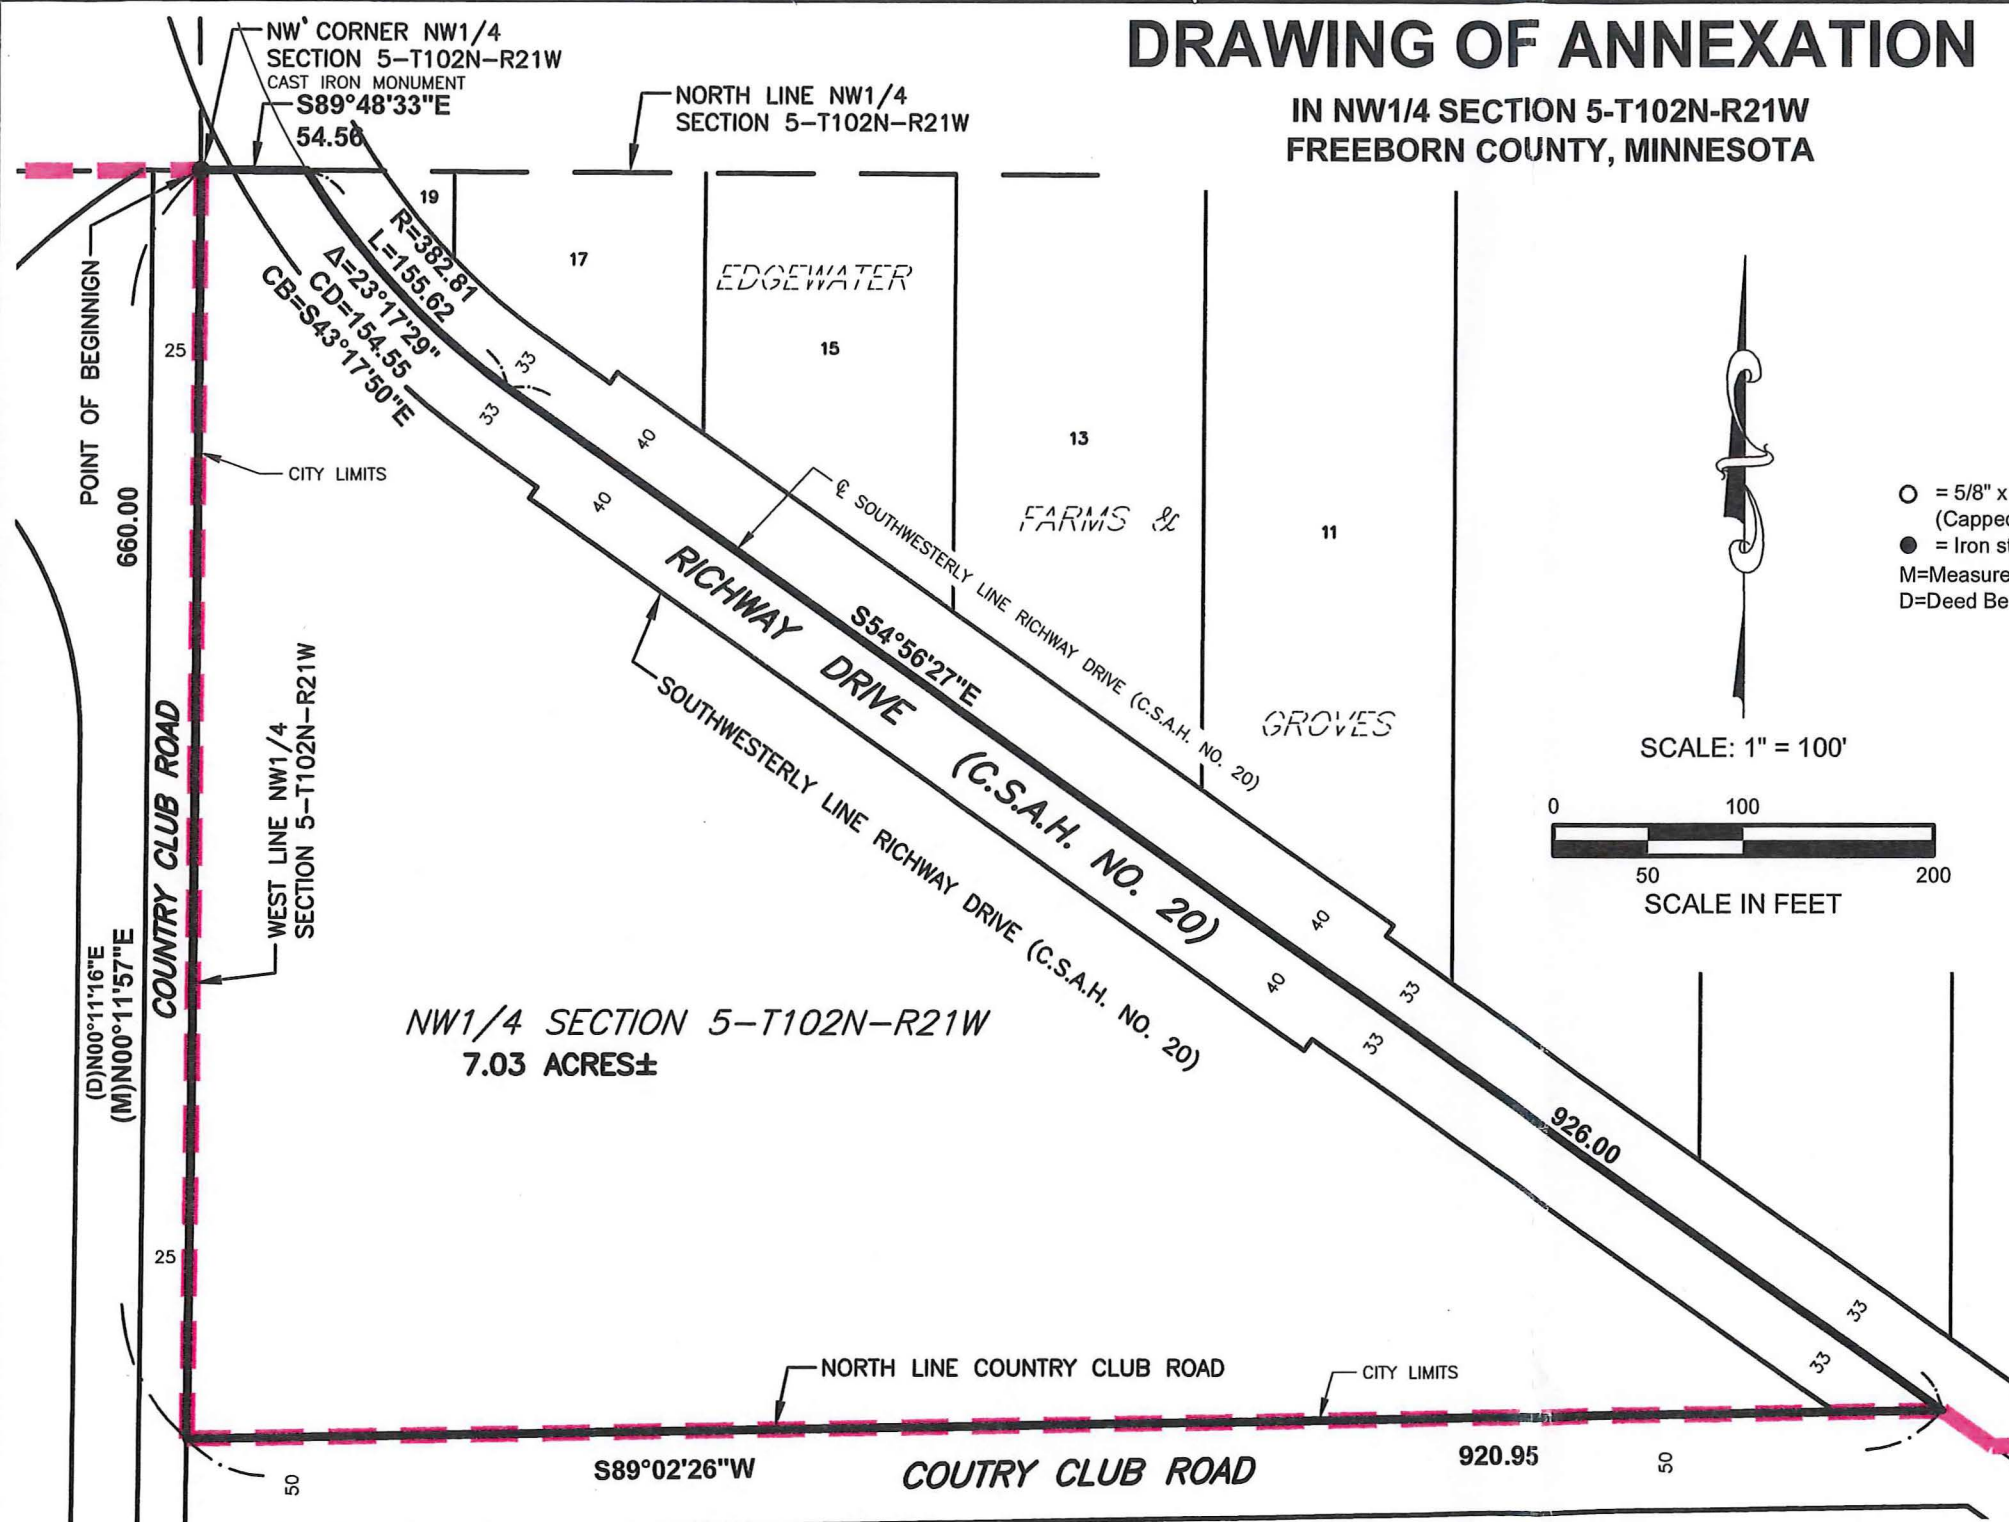 DRAWING OF ANNEXATION
IN NW1/4 SECTION 5-T102N-R21W
FREEBORN COUNTY, MINNESOTA
NW' CORNER NW1/4
SECTION 5-T102N-R21W
CAST IRON MONUMENT
S89°48'33"E
54.56
NORTH LINE NW1/4
SECTION 5-T102N-R21W
POINT OF BEGINNIGN
19
17
15
13
11
EDGEWATER
FARMS &
GROVES
R=382.81
L=155.62
Δ=23°17'29"
CD=154.55
CB=S43°17'50"E
25
33
33
40
40
CITY LIMITS
660.00
℄ SOUTHWESTERLY LINE RICHWAY DRIVE (C.S.A.H. NO. 20)
RICHWAY DRIVE (C.S.A.H. NO. 20)
S54°56'27"E
SOUTHWESTERLY LINE RICHWAY DRIVE (C.S.A.H. NO. 20)
WEST LINE NW1/4
SECTION 5-T102N-R21W
COUNTRY CLUB ROAD
(D)N00°11'16"E
(M)N00°11'57"E
NW1/4 SECTION 5-T102N-R21W
7.03 ACRES±
40
33
40
33
926.00
33
33
25
= 5/8" x
(Capped
= Iron st
M=Measure
D=Deed Be
SCALE: 1" = 100'
0 100
50 200
SCALE IN FEET
NORTH LINE COUNTRY CLUB ROAD
CITY LIMITS
S89°02'26"W
COUTRY CLUB ROAD
920.95
50
50